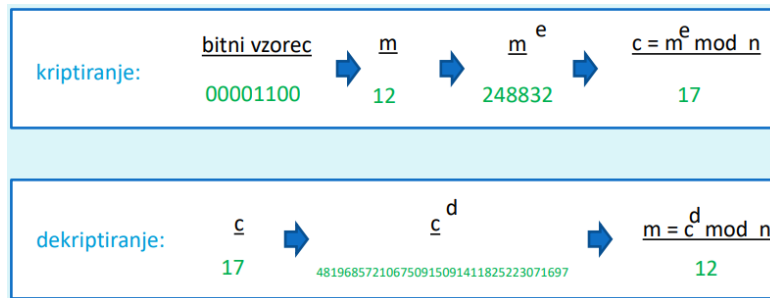 kriptiranje:
bitni vzorec m m e c = m e mod n
00001100 12 248832 17
dekriptiranje:
c c d m = c d mod n
17 481968572106750915091411825223071697 12